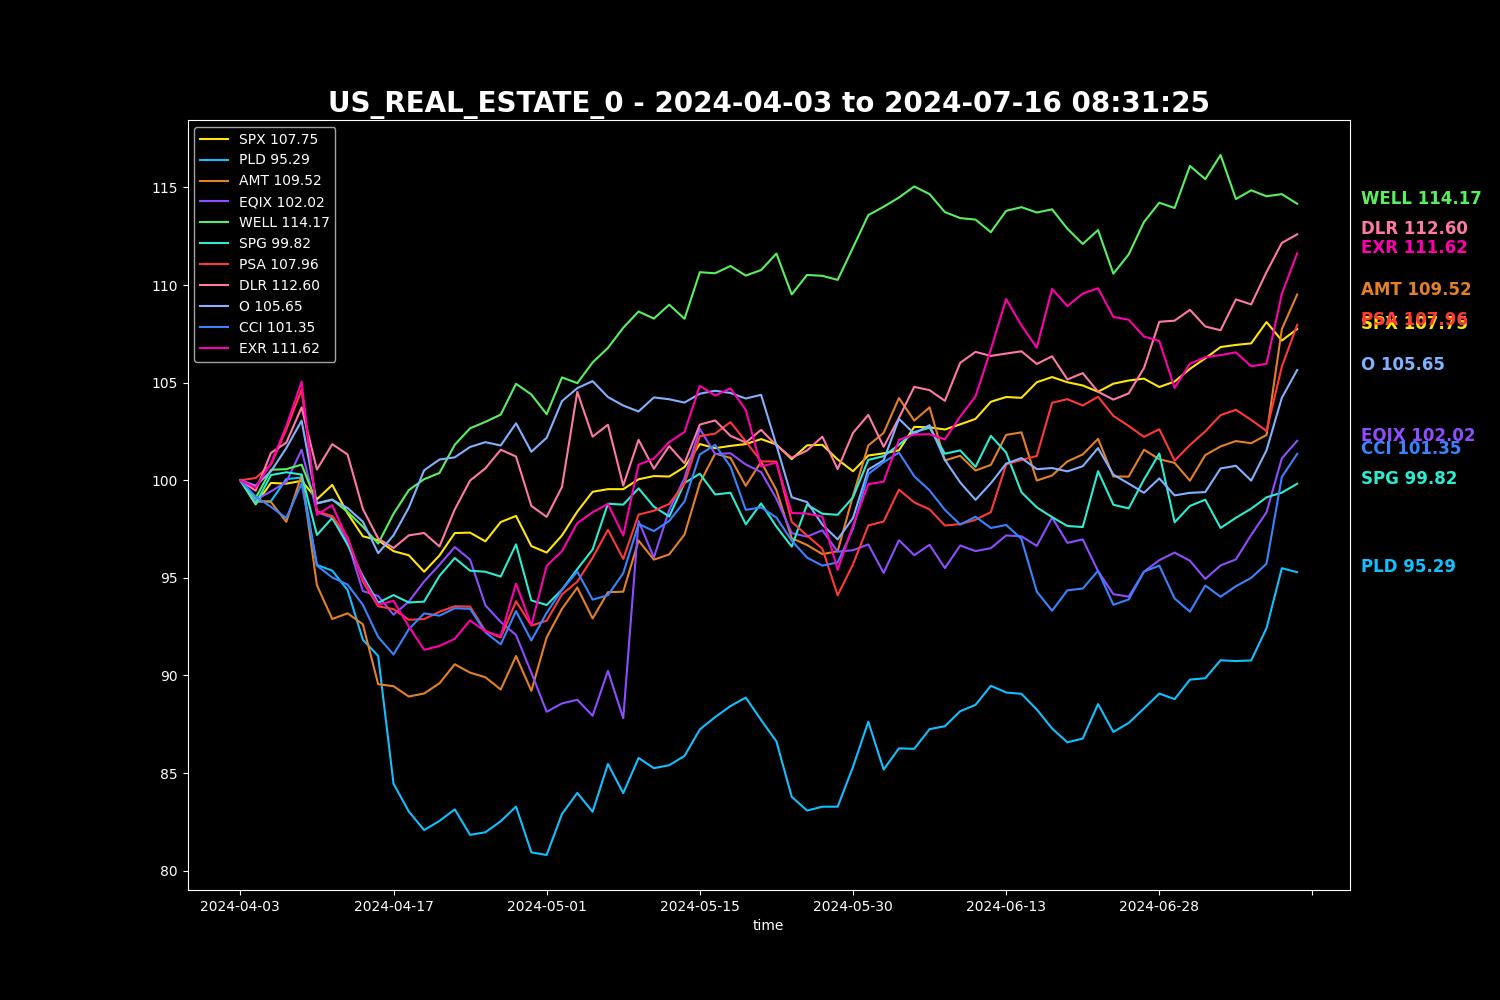 US_REAL_ESTATE_0 - 2024-04-03 to 2024-07-16 08:31:25
SPX 107.75
PLD 95.29
AMT 109.52
EQIX 102.02
WELL 114.17
SPG 99.82
PSA 107.96
DLR 112.60
O 105.65
CCI 101.35
EXR 111.62
115
110
105
100
95
90
85
80
WELL 114.17
DLR 112.60
EXR 111.62
AMT 109.52
PSA 107.96
SPX 107.75
O 105.65
EQIX 102.02
CCI 101.35
SPG 99.82
PLD 95.29
2024-04-03
2024-04-17
2024-05-01
2024-05-15
2024-05-30
2024-06-13
2024-06-28
time